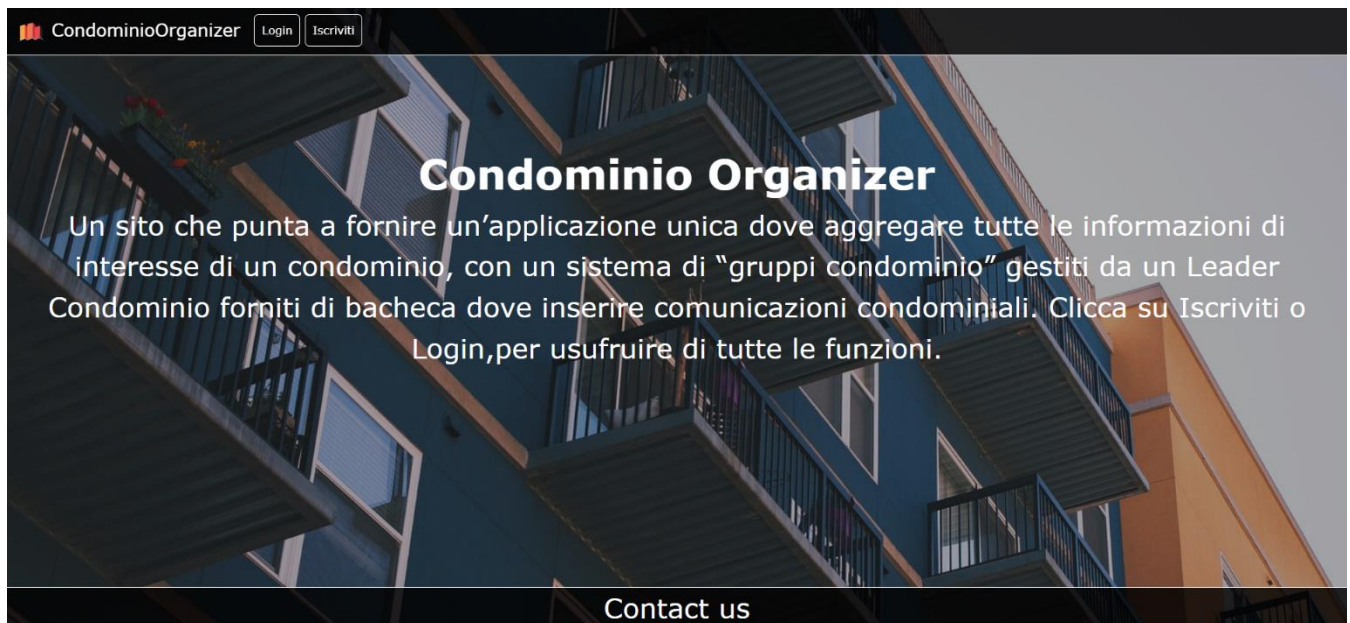 CondominioOrganizer Login Iscriviti
Condominio Organizer
Un sito che punta a fornire un’applicazione unica dove aggregare tutte le informazioni di
interesse di un condominio, con un sistema di “gruppi condominio” gestiti da un Leader
Condominio forniti di bacheca dove inserire comunicazioni condominiali. Clicca su Iscriviti o
Login,per usufruire di tutte le funzioni.
Contact us